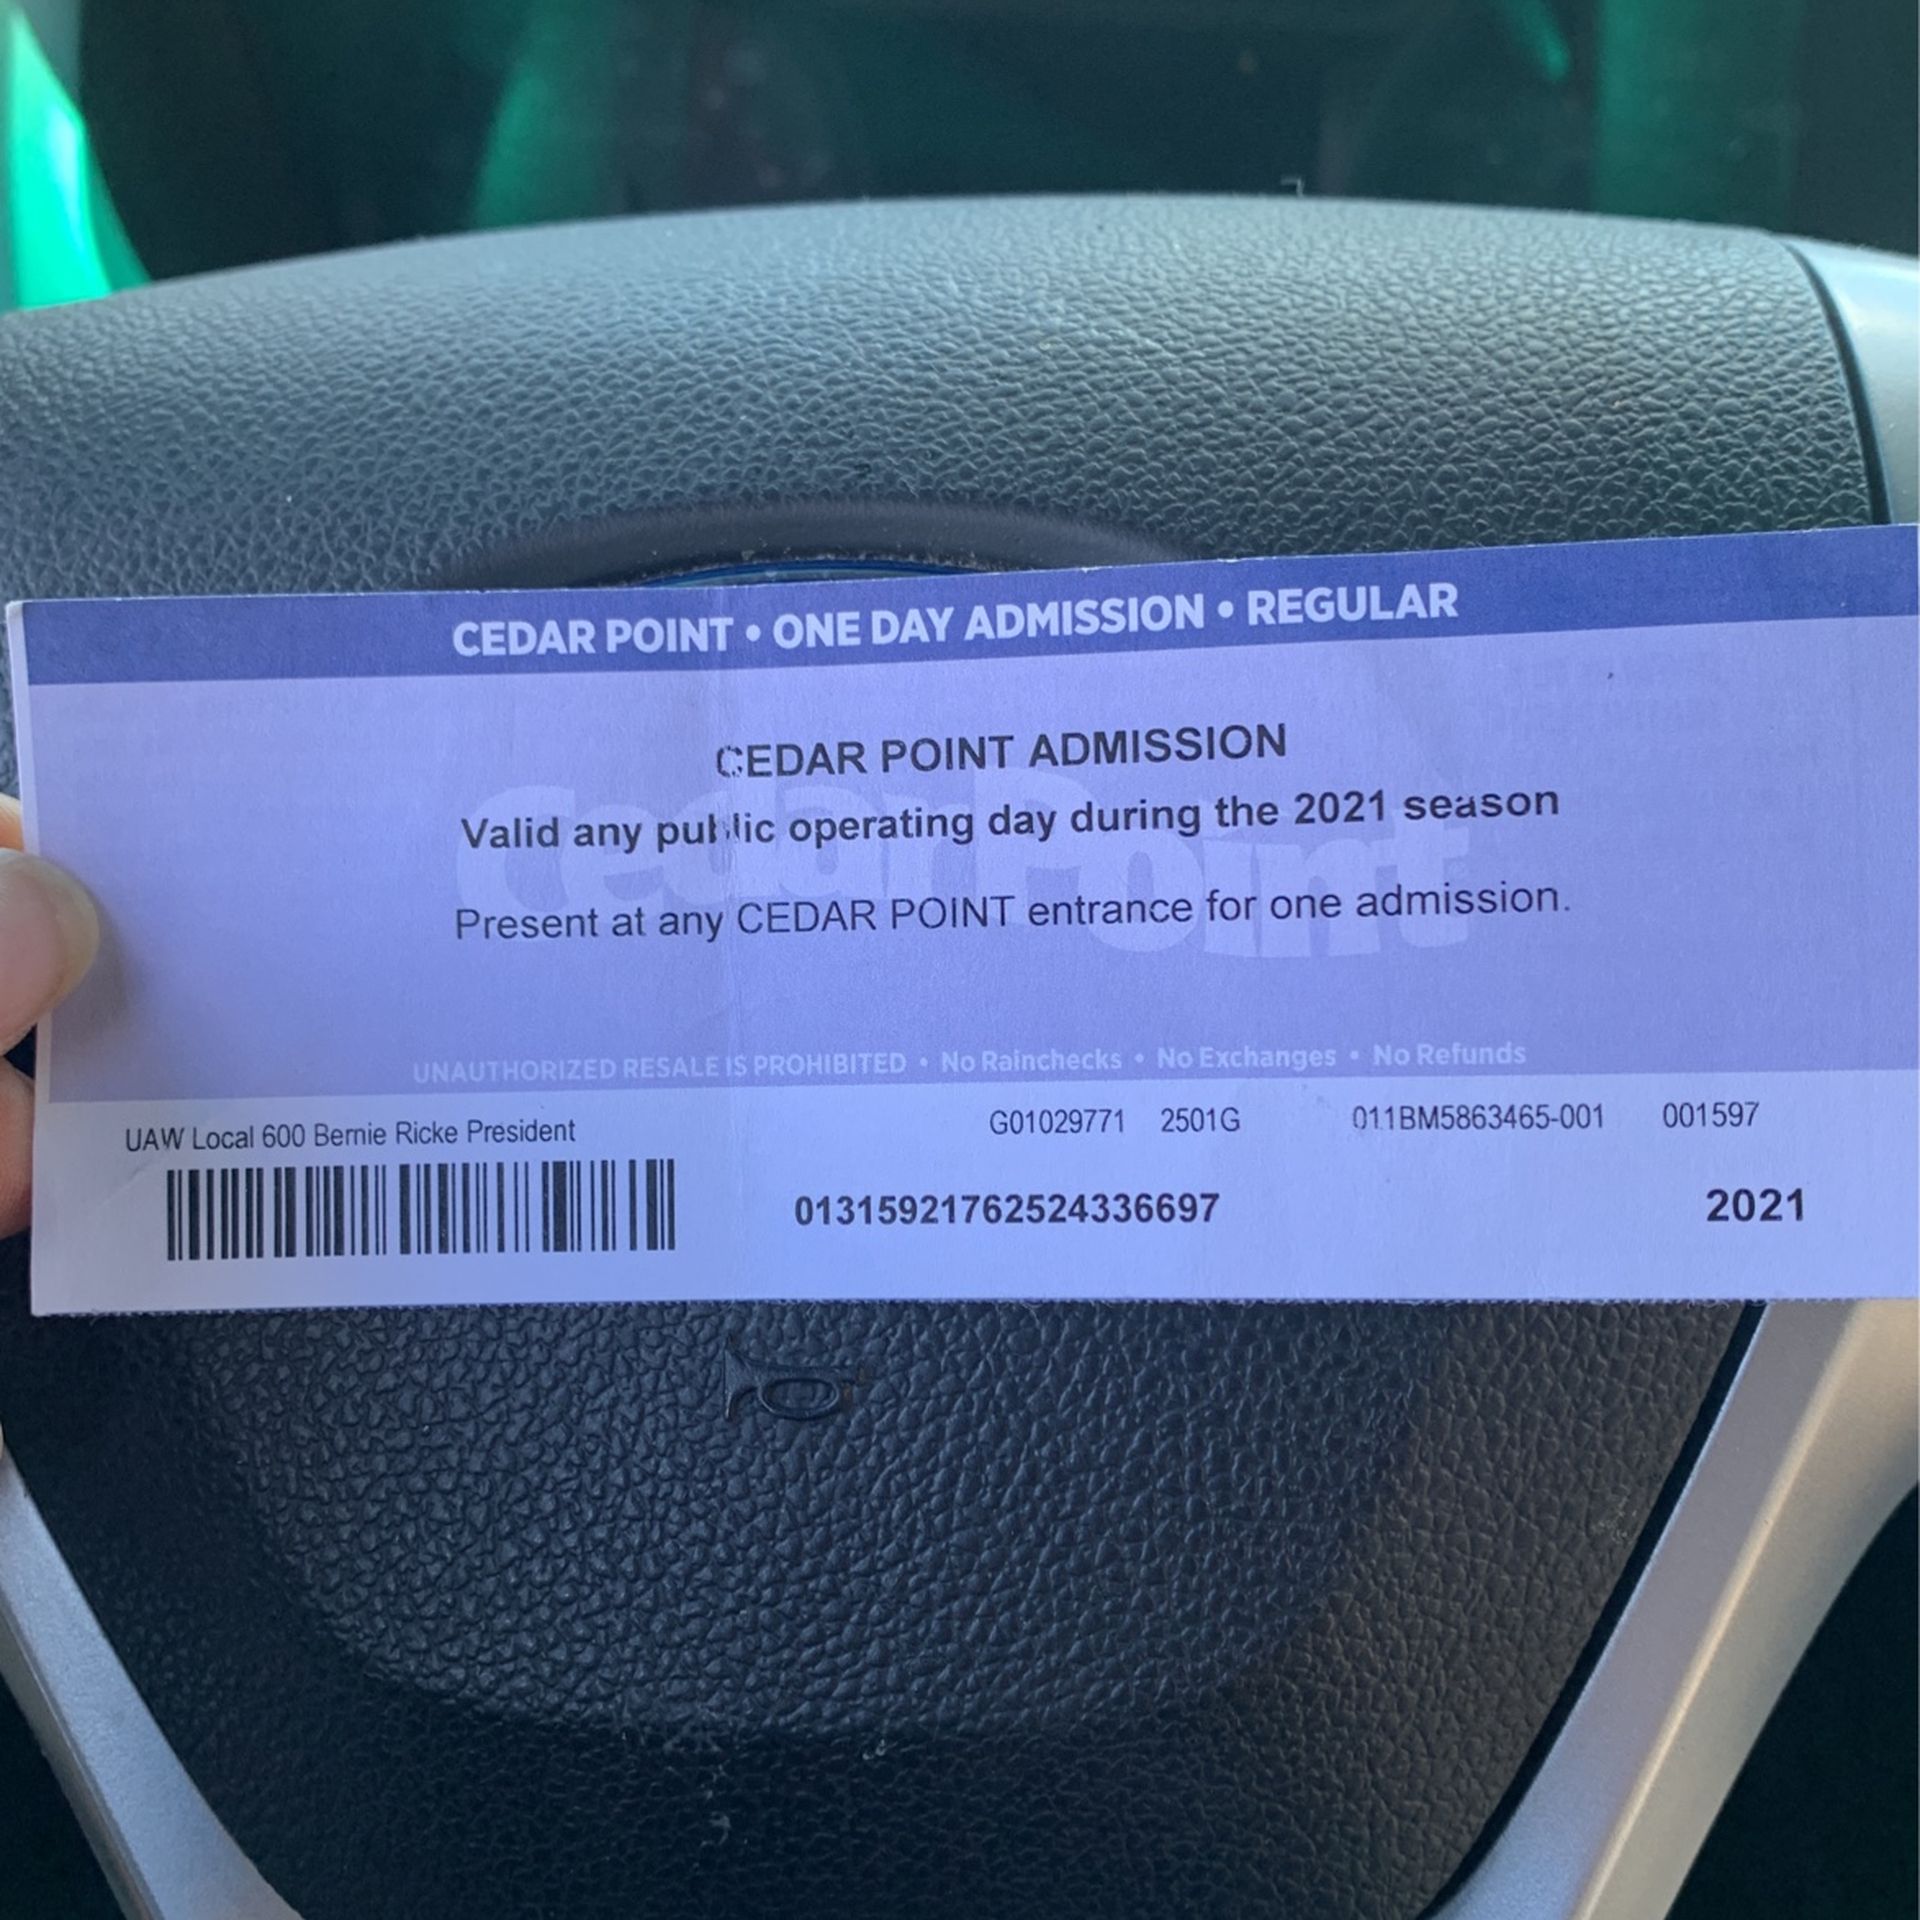 CEDAR POINT • ONE DAY ADMISSION • REGULAR
CEDAR POINT ADMISSION
Valid any public operating day during the 2021 season
Present at any CEDAR POINT entrance for one admission.
CedarPoint
UNAUTHORIZED RESALE IS PROHIBITED • No Rainchecks • No Exchanges • No Refunds
UAW Local 600 Bernie Ricke President G01029771 2501G 011BM5863465-001 001597
01315921762524336697 2021